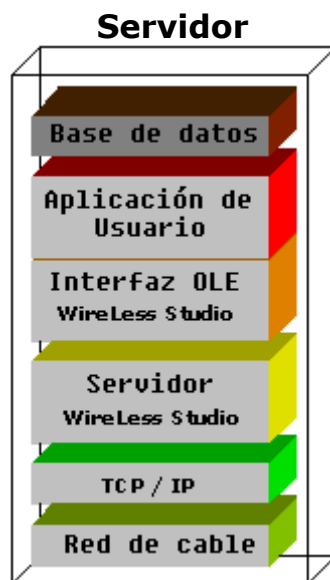 Servidor
Base de datos
Aplicación de
Usuario
Interfaz OLE
WireLess Studio
Servidor
WireLess Studio
TCP / IP
Red de cable